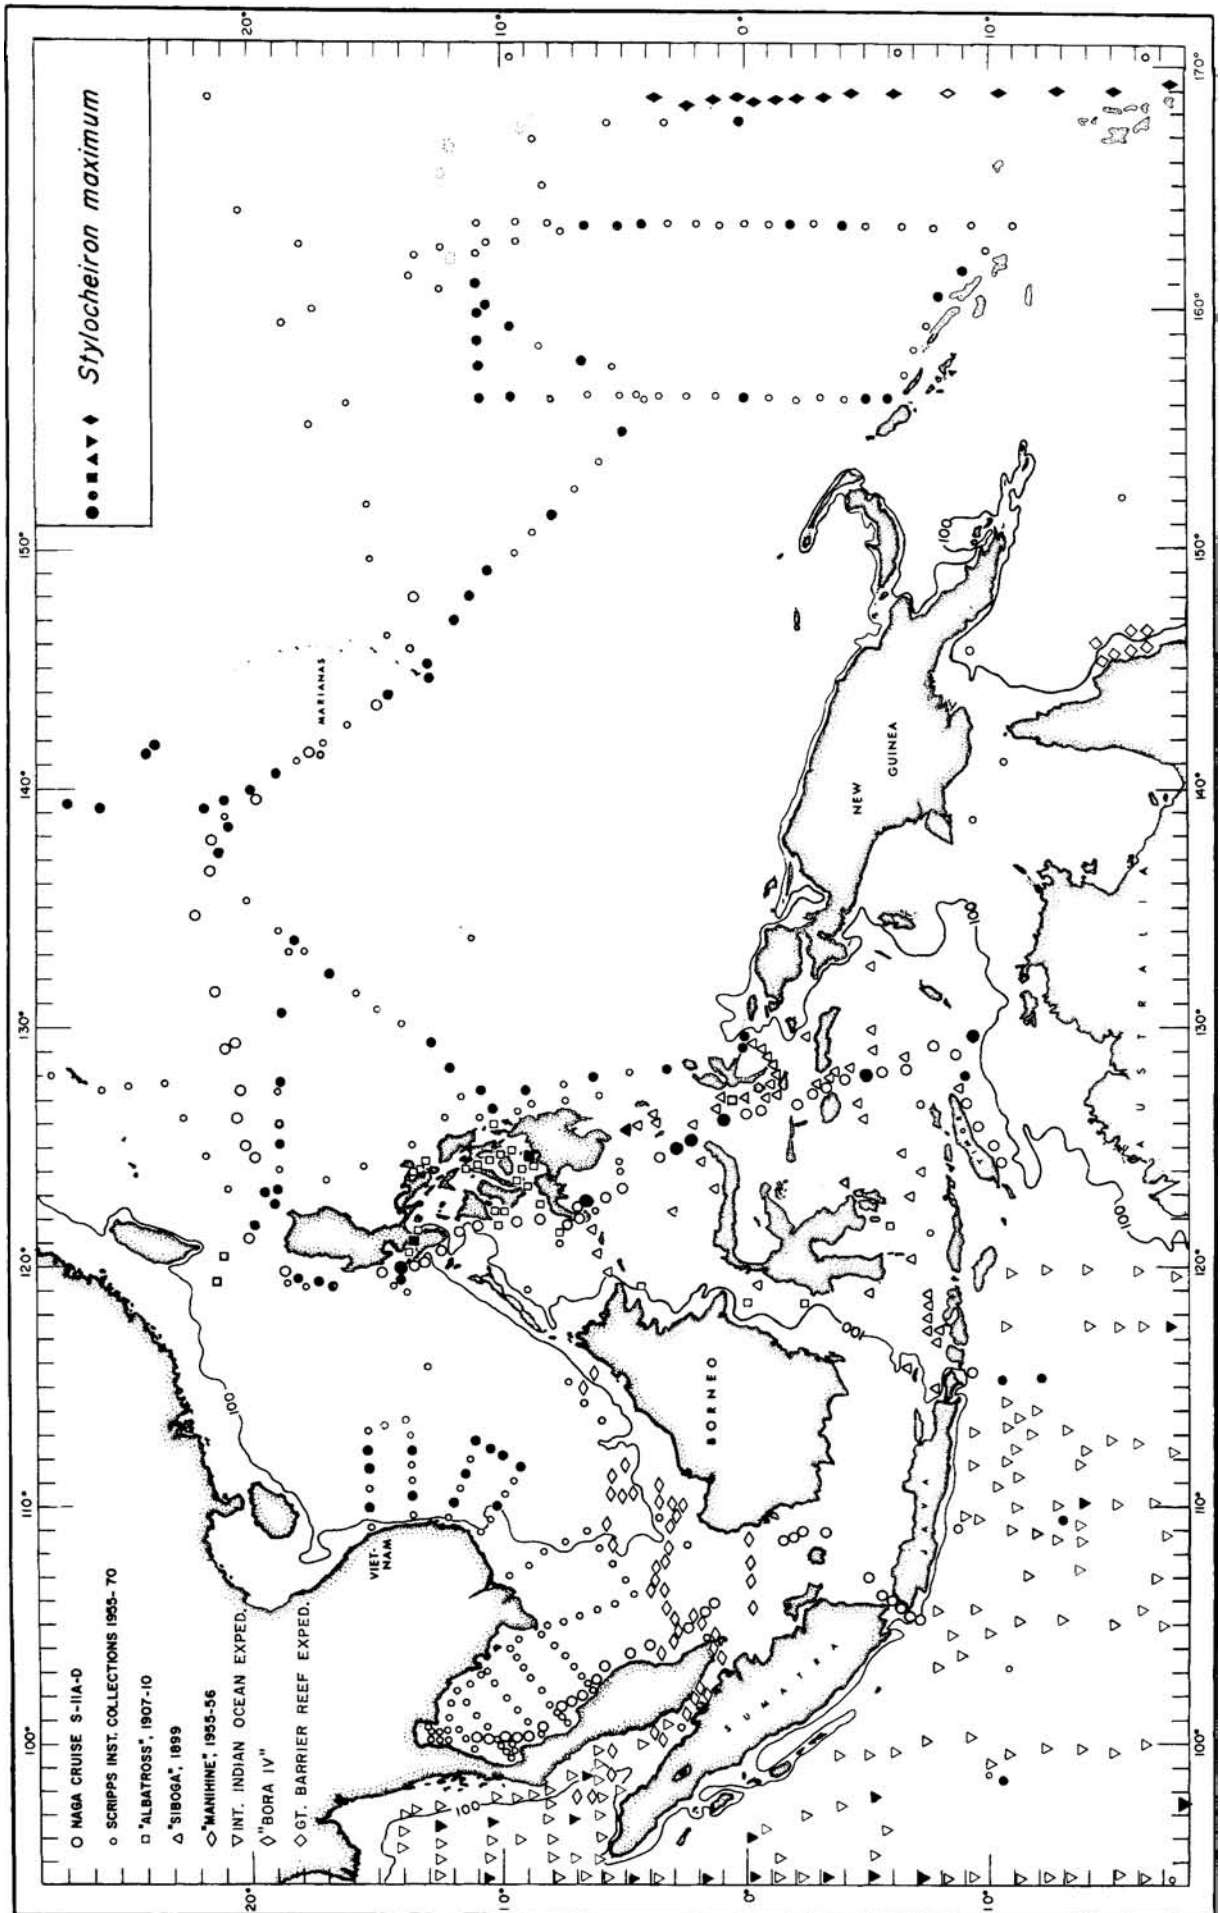 Stylocheiron maximum
NAGA CRUISE S-11A-D
SCRIPPS INST. COLLECTIONS 1955-70
"ALBATROSS", 1907-10
"SIBOGA", 1899
"MANIHINE", 1955-56
INT. INDIAN OCEAN EXPED.
"BORA IV"
GT. BARRIER REEF EXPED.
100°
110°
120°
130°
140°
150°
160°
170°
20°
10°
0°
10°
20°
10°
0°
10°
100°
110°
120°
130°
140°
150°
160°
170°
VIET-
NAM
MARIANAS
BORNEO
SUMATRA
JAVA
TIMOR
NEW
GUINEA
AUSTRALIA
100
100
100
100
100
100